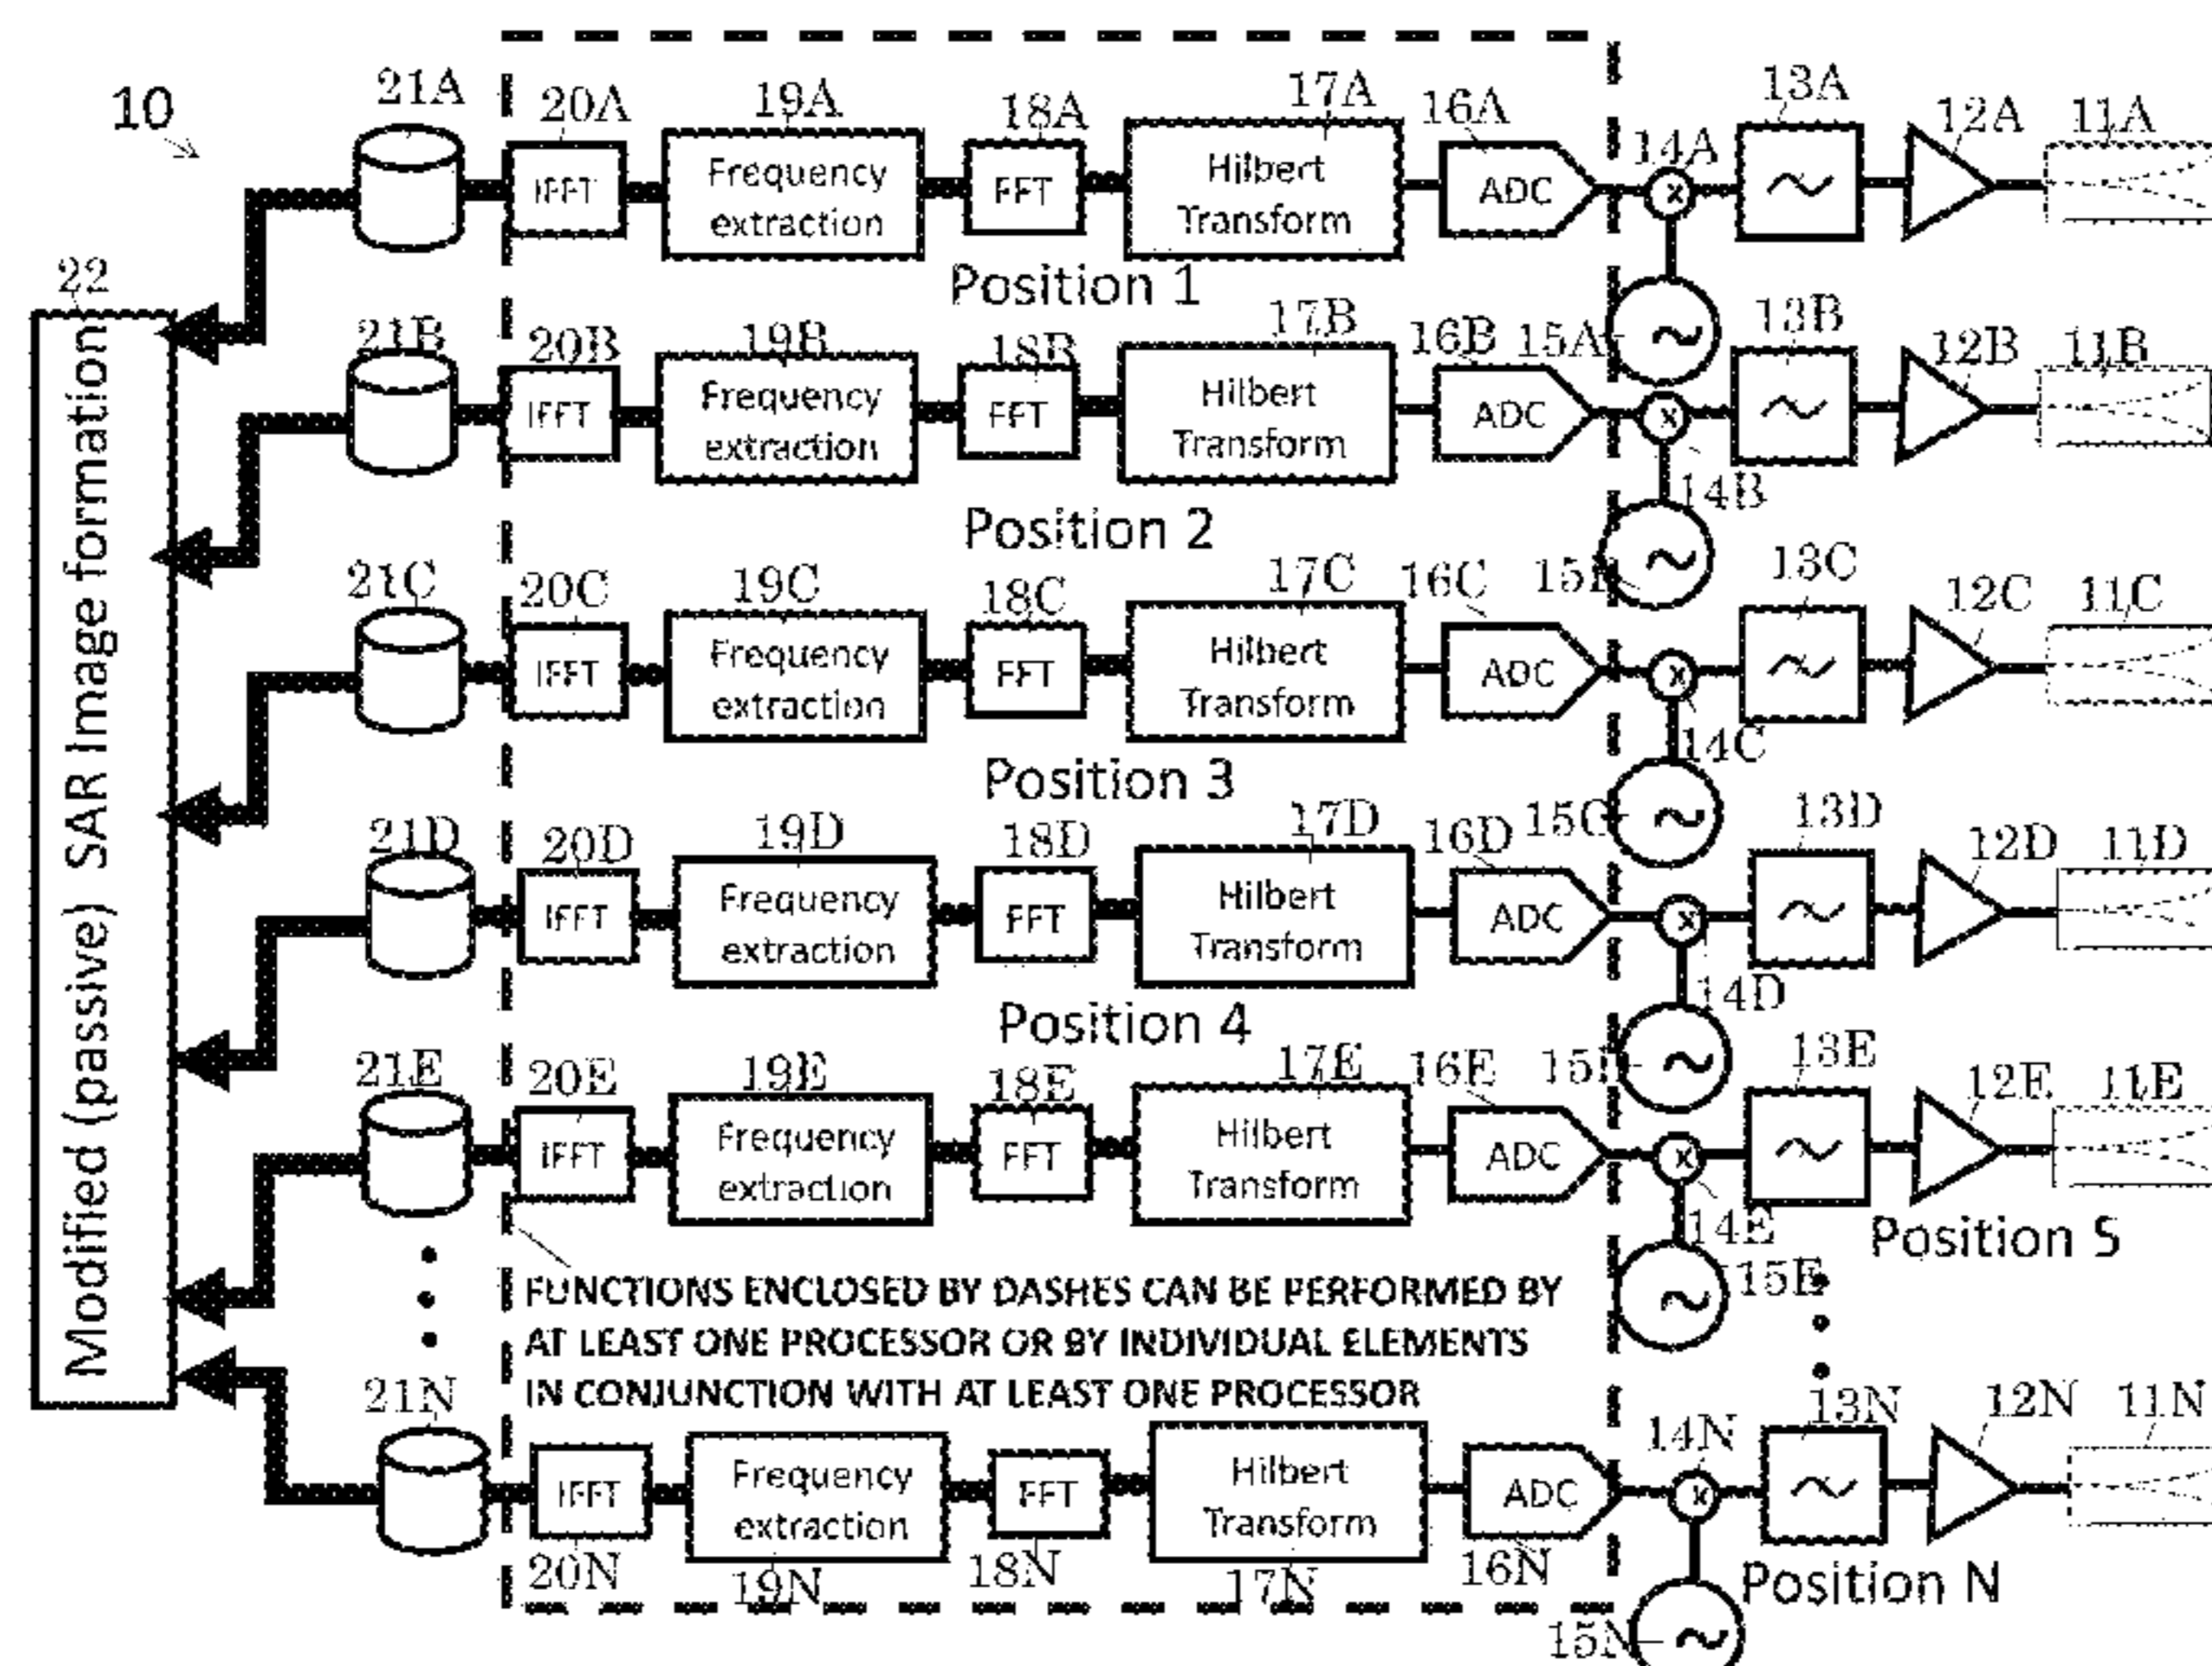 10
21A
20A
19A
18A
17A
16A
14A
13A
12A
11A
IFFT
Frequency
extraction
FFT
Hilbert
Transform
ADC
x
Position 1
22
Modified (passive) SAR Image formation
21B
20B
19B
18B
17B
16B
15A
13B
12B
11B
IFFT
Frequency
extraction
FFT
Hilbert
Transform
ADC
x
14B
Position 2
21C
20C
19C
18C
17C
16C
13C
12C
11C
IFFT
Frequency
extraction
FFT
Hilbert
Transform
ADC
x
14C
Position 3
21D
20D
19D
18D
17D
16D
15C
13D
12D
11D
IFFT
Frequency
extraction
FFT
Hilbert
Transform
ADC
x
14D
Position 4
21E
20E
19E
18E
17E
16E
13E
12E
11E
IFFT
Frequency
extraction
FFT
Hilbert
Transform
ADC
x
14E
Position 5
15E
FUNCTIONS ENCLOSED BY DASHES CAN BE PERFORMED BY
AT LEAST ONE PROCESSOR OR BY INDIVIDUAL ELEMENTS
IN CONJUNCTION WITH AT LEAST ONE PROCESSOR
21N
14N
13N
12N
11N
IFFT
Frequency
extraction
FFT
Hilbert
Transform
ADC
x
20N
19N
18N
17N
16N
Position N
15N